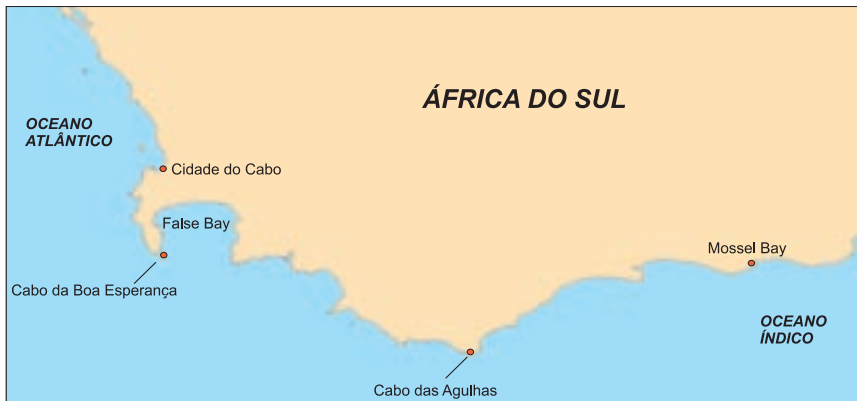 ÁFRICA DO SUL
OCEANO
ATLÂNTICO
Cidade do Cabo
False Bay
Mossel Bay
Cabo da Boa Esperança
OCEANO
ÍNDICO
Cabo das Agulhas